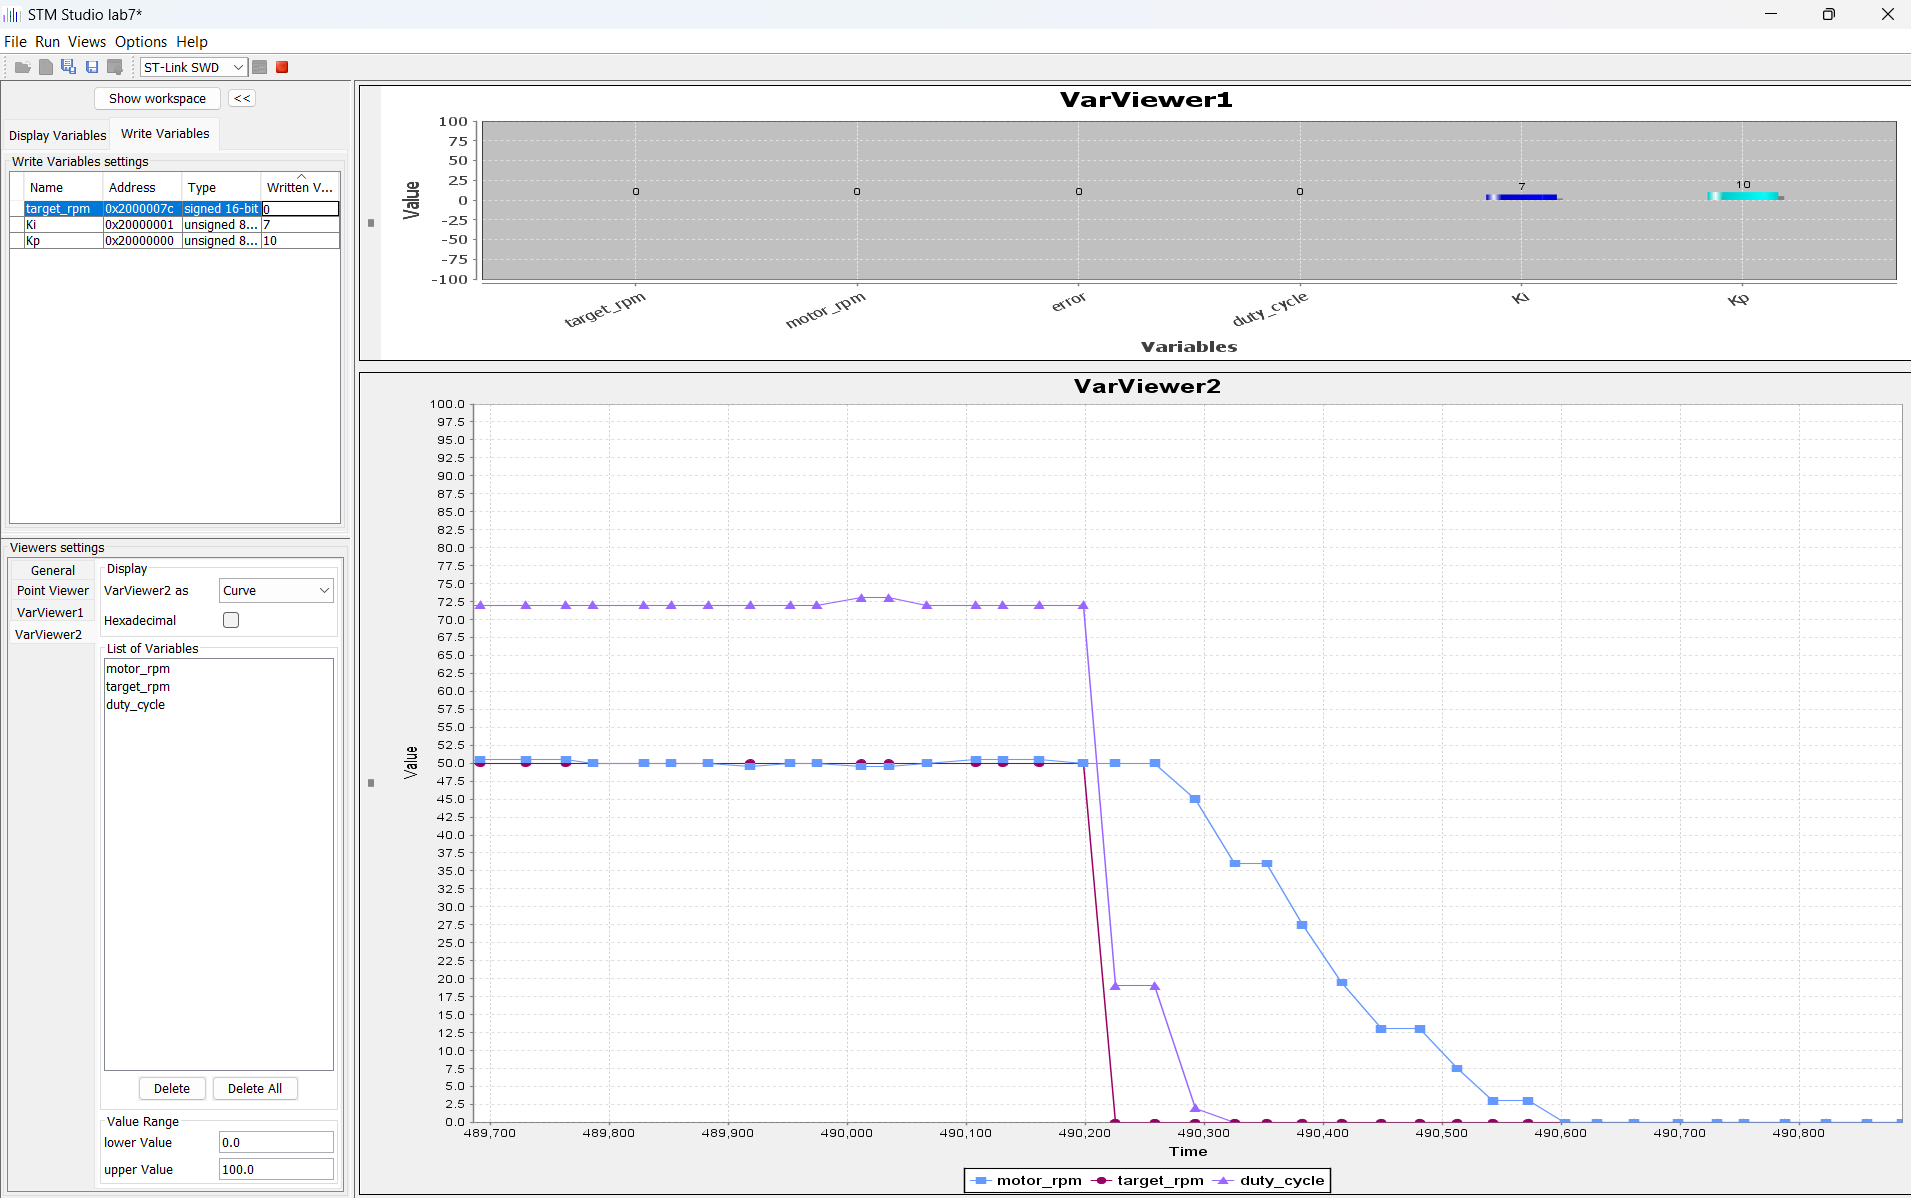 STM Studio lab7*
File Run Views Options Help
ST-Link SWD
Show workspace <<
Display Variables Write Variables
Write Variables settings
Name Address Type Written V...
target_rpm 0x2000007c signed 16-bit 0
Ki 0x20000001 unsigned 8... 7
Kp 0x20000000 unsigned 8... 10
Viewers settings
General
Point Viewer
VarViewer1
VarViewer2
Display
VarViewer2 as Curve
Hexadecimal
List of Variables
motor_rpm
target_rpm
duty_cycle
Delete Delete All
Value Range
lower Value 0.0
upper Value 100.0
VarViewer1
Value
100
75
50
25
0
-25
-50
-75
-100
0 0 0 0 7 10
target_rpm motor_rpm error duty_cycle Ki Kp
Variables
VarViewer2
Value
100.0
97.5
95.0
92.5
90.0
87.5
85.0
82.5
80.0
77.5
75.0
72.5
70.0
67.5
65.0
62.5
60.0
57.5
55.0
52.5
50.0
47.5
45.0
42.5
40.0
37.5
35.0
32.5
30.0
27.5
25.0
22.5
20.0
17.5
15.0
12.5
10.0
7.5
5.0
2.5
0.0
489,700 489,800 489,900 490,000 490,100 490,200 490,300 490,400 490,500 490,600 490,700 490,800
Time
motor_rpm target_rpm duty_cycle